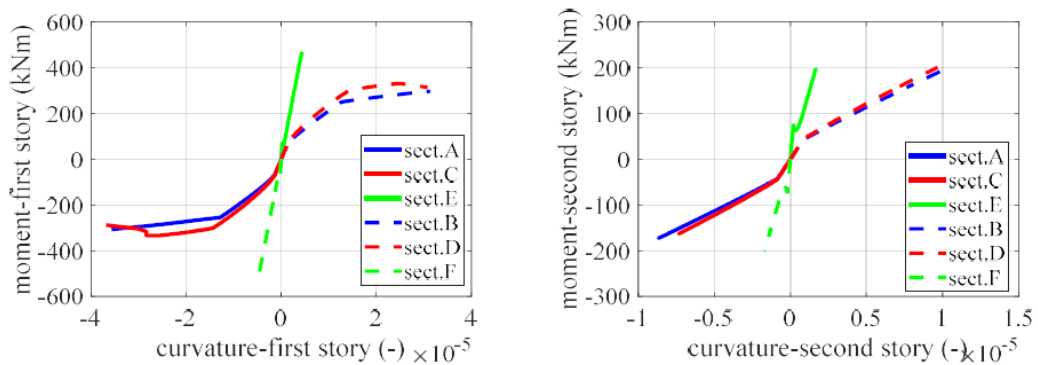 moment-first story (kNm)
600
400
200
0
-200
-400
-600
sect.A
sect.C
sect.E
sect.B
sect.D
sect.F
-4
-2
0
2
4
×10⁻⁵
curvature-first story (-)
moment-second story (kNm)
300
200
100
0
-100
-200
-300
sect.A
sect.C
sect.E
sect.B
sect.D
sect.F
-1
-0.5
0
0.5
1
1.5
curvature-second story (-)
×10⁻⁵